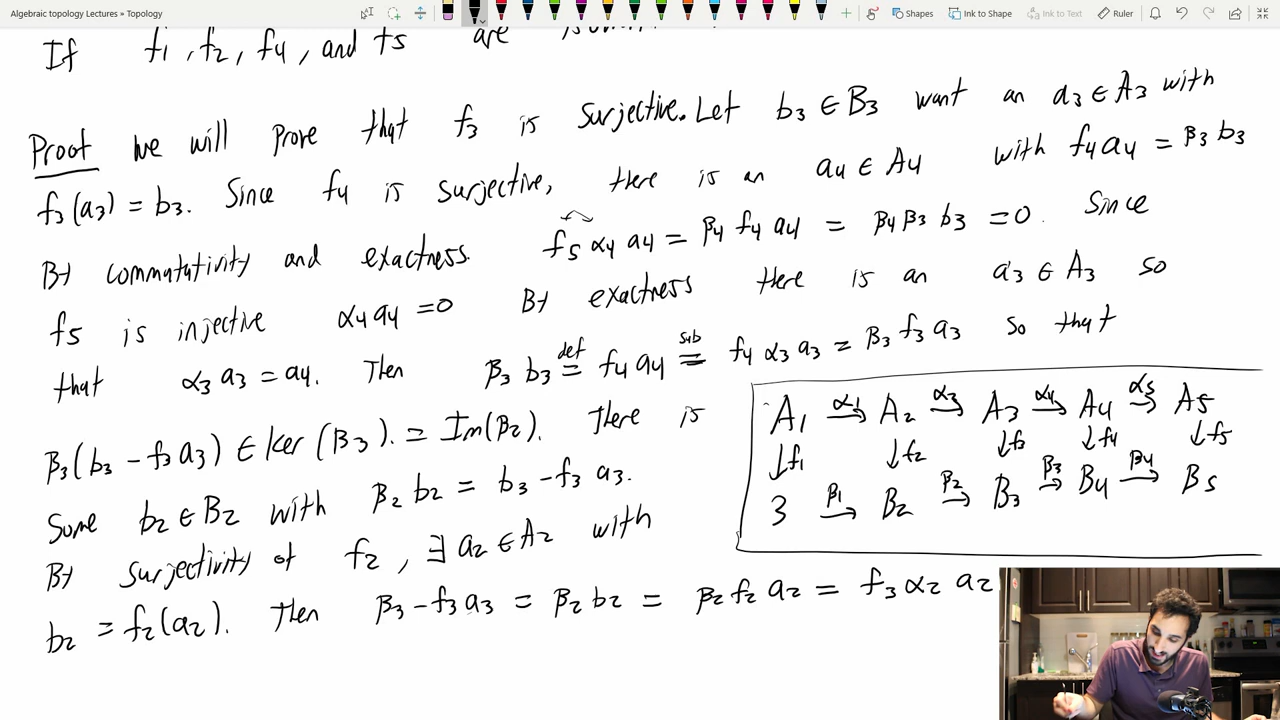 Algebraic topology Lectures » Topology
Shapes
Ink to Shape
Ink to Text
Ruler
If f1, f2, f4, and f5 are
Proof we will prove that f3 is surjective. Let b3 ∈ B3 want an a3 ∈ A3 with
f3(a3) = b3. Since f4 is surjective, there is an a4 ∈ A4 with f4 a4 = β3 b3
By commutativity and exactness. f5 α4 a4 = β4 f4 a4 = β4 β3 b3 = 0. Since
f5 is injective α4 a4 = 0 By exactness there is an a3 ∈ A3 so
that α3 a3 = a4. Then β3 b3 =^def f4 a4 =^sub f4 α3 a3 = β3 f3 a3 so that
β3(b3 - f3 a3) ∈ ker(β3). = Im(β2). There is
Some b2 ∈ B2 with β2 b2 = b3 - f3 a3.
By surjectivity of f2, ∃ a2 ∈ A2 with
b2 = f2(a2). Then β3 - f3 a3 = β2 b2 = β2 f2 a2 = f3 α2 a2
A1 →^α1 A2 →^α3 A3 →^α4 A4 →^α5 A5
↓f1 ↓f2 ↓f3 ↓f4 ↓f5
3 →^β1 B2 →^β2 B3 →^β3 B4 →^β4 B5